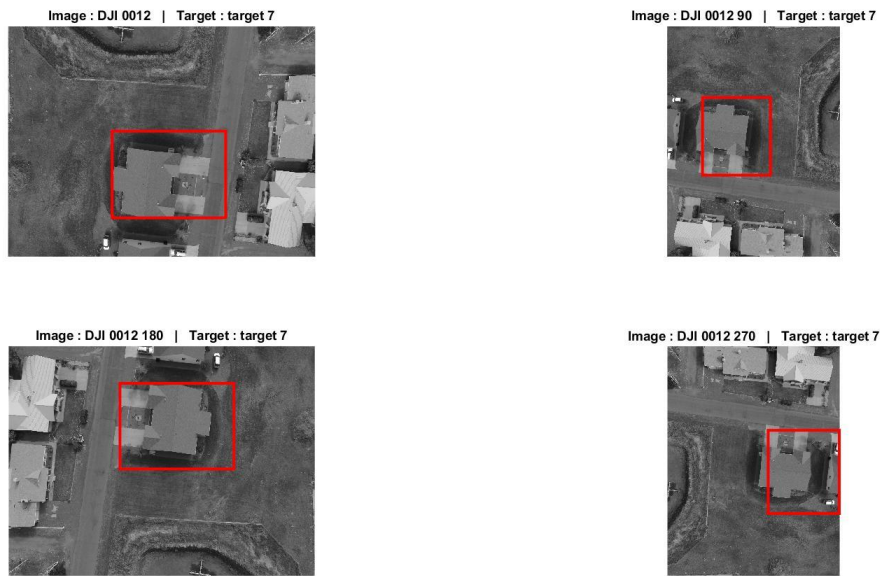 Image : DJI 0012   |   Target : target 7
Image : DJI 0012 90   |   Target : target 7
Image : DJI 0012 180   |   Target : target 7
Image : DJI 0012 270   |   Target : target 7